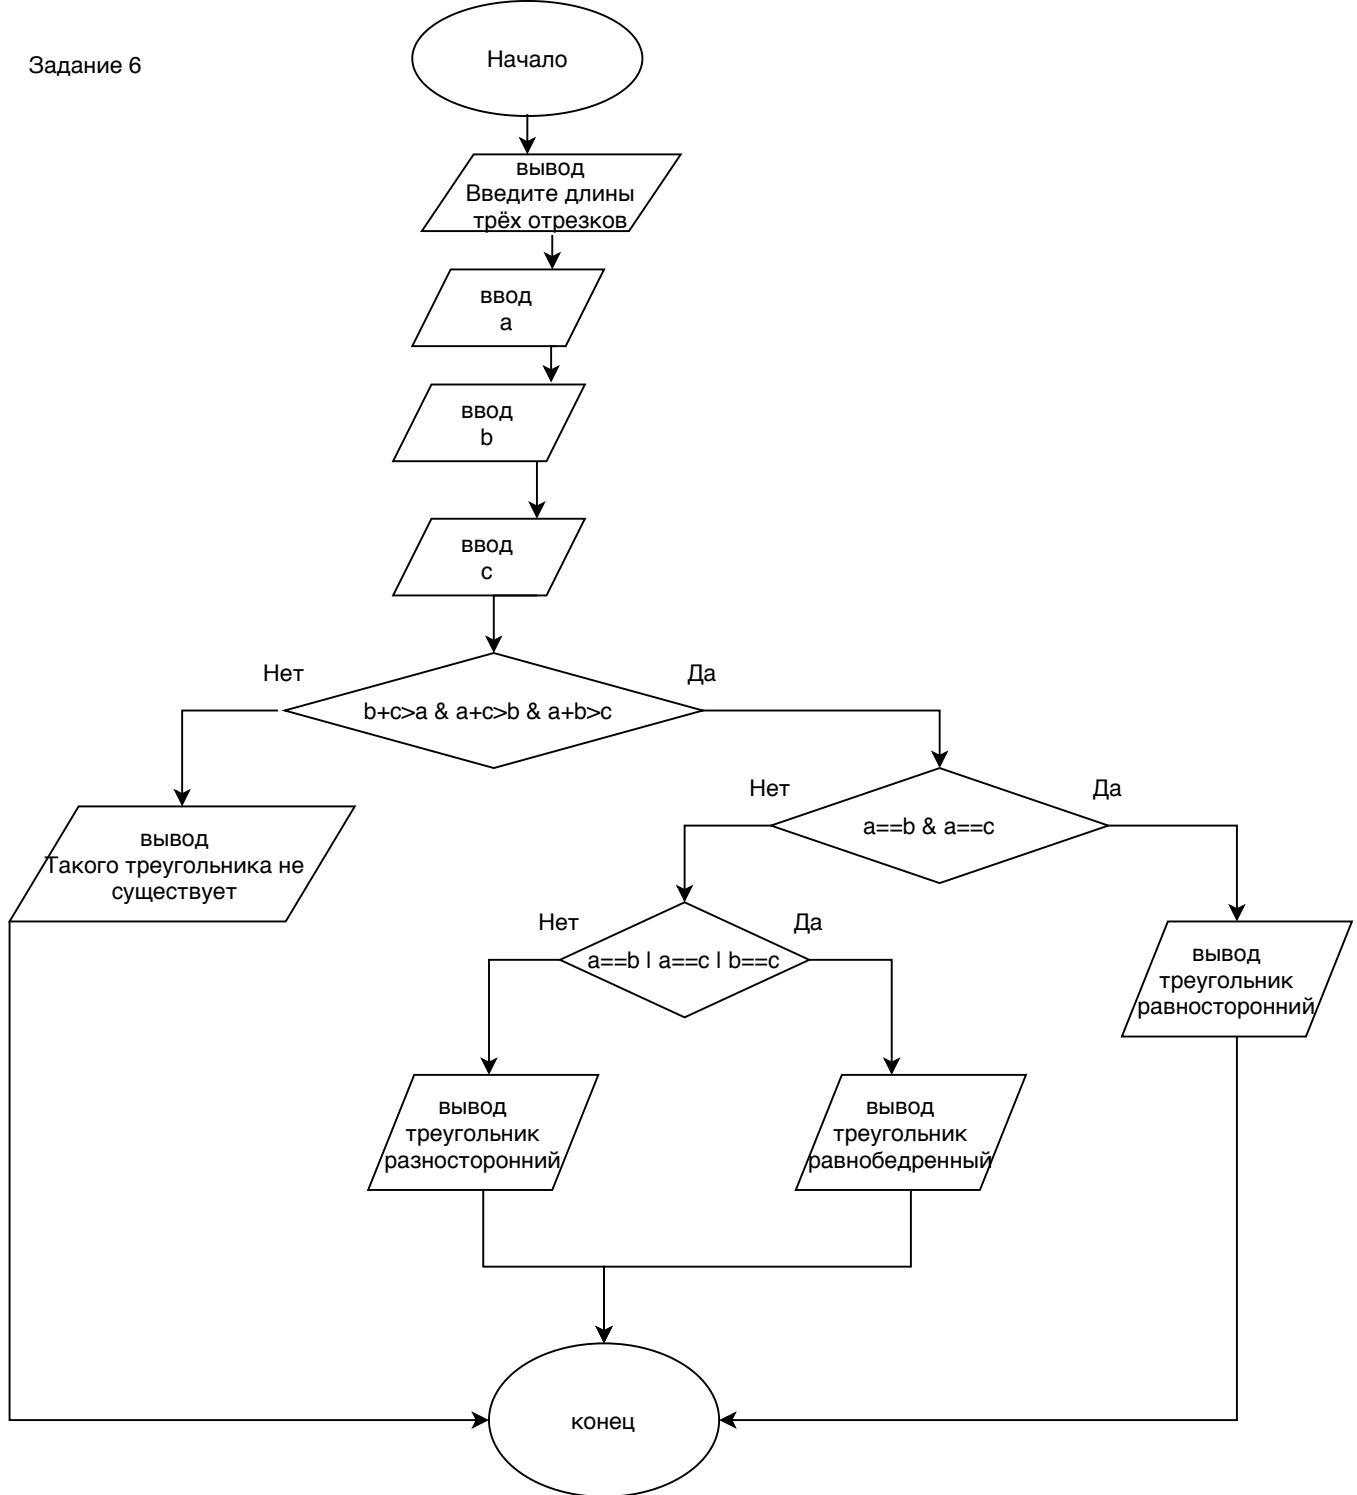 Задание 6
Начало
вывод
Введите длины
трёх отрезков
ввод
a
ввод
b
ввод
c
Нет
Да
b+c>a & a+c>b & a+b>c
Нет
Да
вывод
Такого треугольника не
существует
a==b & a==c
Нет
Да
a==b | a==c | b==c
вывод
треугольник
равносторонний
вывод
треугольник
разносторонний
вывод
треугольник
равнобедренный
конец